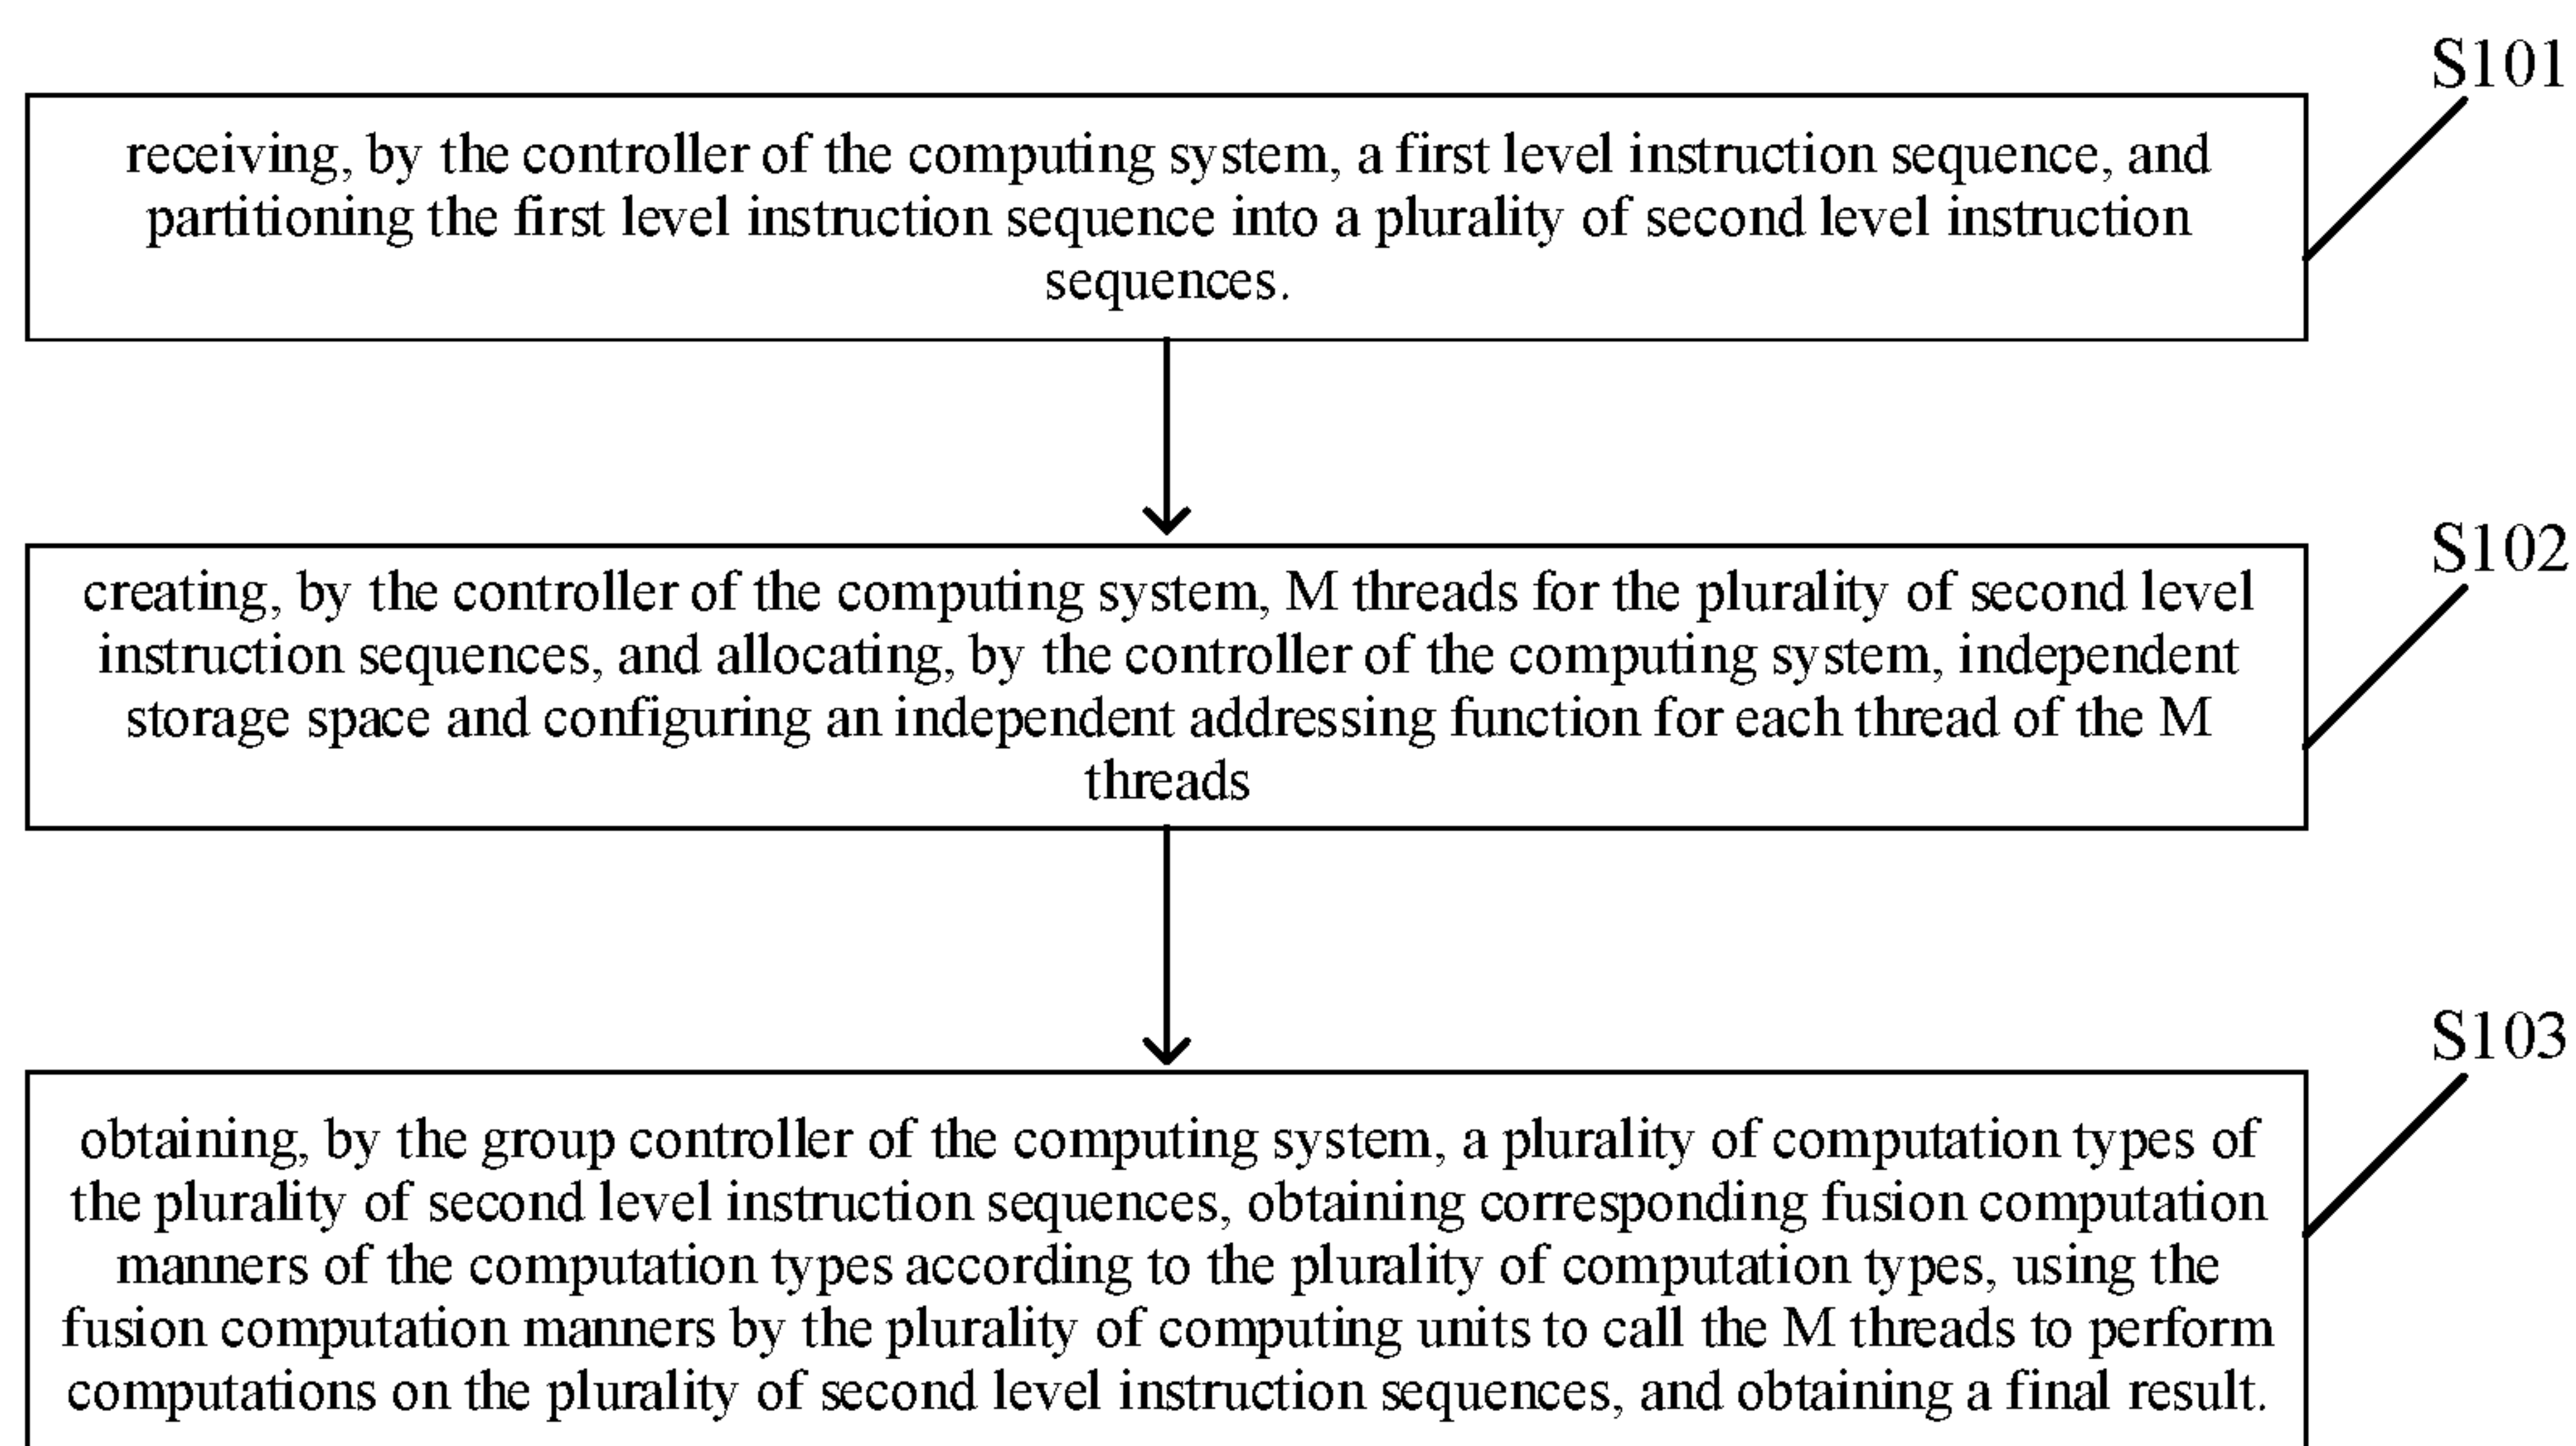 S101
receiving, by the controller of the computing system, a first level instruction sequence, and
partitioning the first level instruction sequence into a plurality of second level instruction
sequences.
S102
creating, by the controller of the computing system, M threads for the plurality of second level
instruction sequences, and allocating, by the controller of the computing system, independent
storage space and configuring an independent addressing function for each thread of the M
threads
S103
obtaining, by the group controller of the computing system, a plurality of computation types of
the plurality of second level instruction sequences, obtaining corresponding fusion computation
manners of the computation types according to the plurality of computation types, using the
fusion computation manners by the plurality of computing units to call the M threads to perform
computations on the plurality of second level instruction sequences, and obtaining a final result.